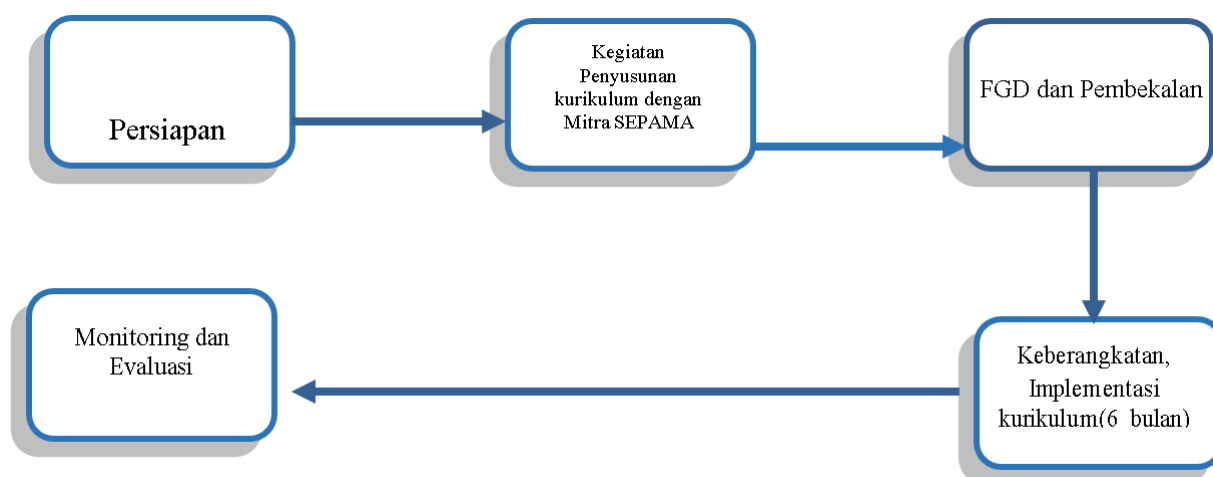 Persiapan
Kegiatan
Penyusunan
kurikulum dengan
Mitra SEPAMA
FGD dan Pembekalan
Keberangkatan,
Implementasi
kurikulum(6 bulan)
Monitoring dan
Evaluasi